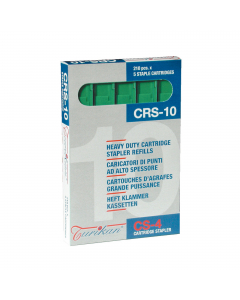 210 pcs. x
5 STAPLE CARTRIDGES
CRS-10
10
HEAVY DUTY CARTRIDGE
STAPLER REFILLS
CARICATORI DI PUNTI
AD ALTO SPESSORE
CARTOUCHES D'AGRAFES
GRANDE PUISSANCE
HEFT KLAMMER
KASSETTEN
Turikan
CS-4
CARTRIDGE STAPLER